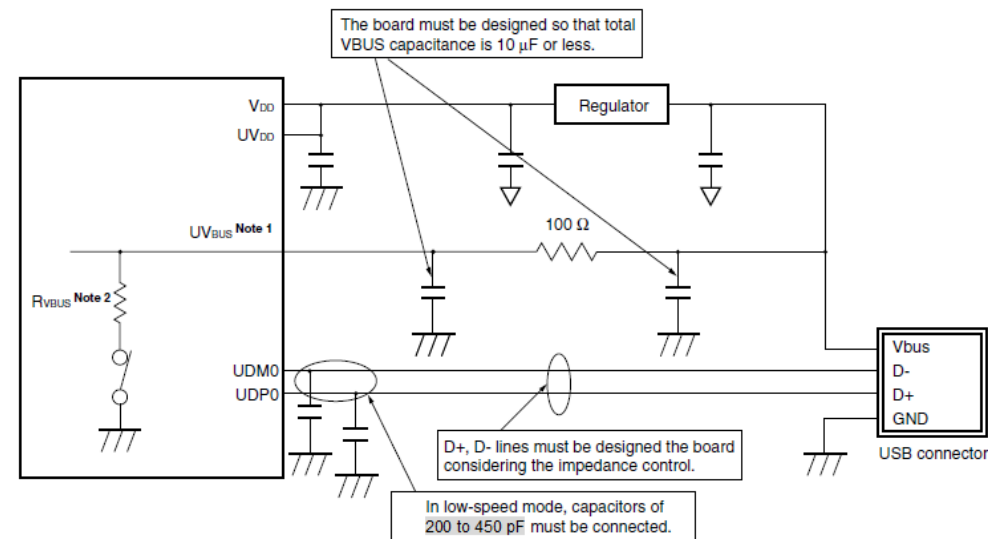 The board must be designed so that total
VBUS capacitance is 10 μF or less.
VDD
Regulator
UVDD
UVBUS Note 1
100 Ω
RVBUS Note 2
UDM0
UDP0
Vbus
D-
D+
GND
USB connector
D+, D- lines must be designed the board
considering the impedance control.
In low-speed mode, capacitors of
200 to 450 pF must be connected.